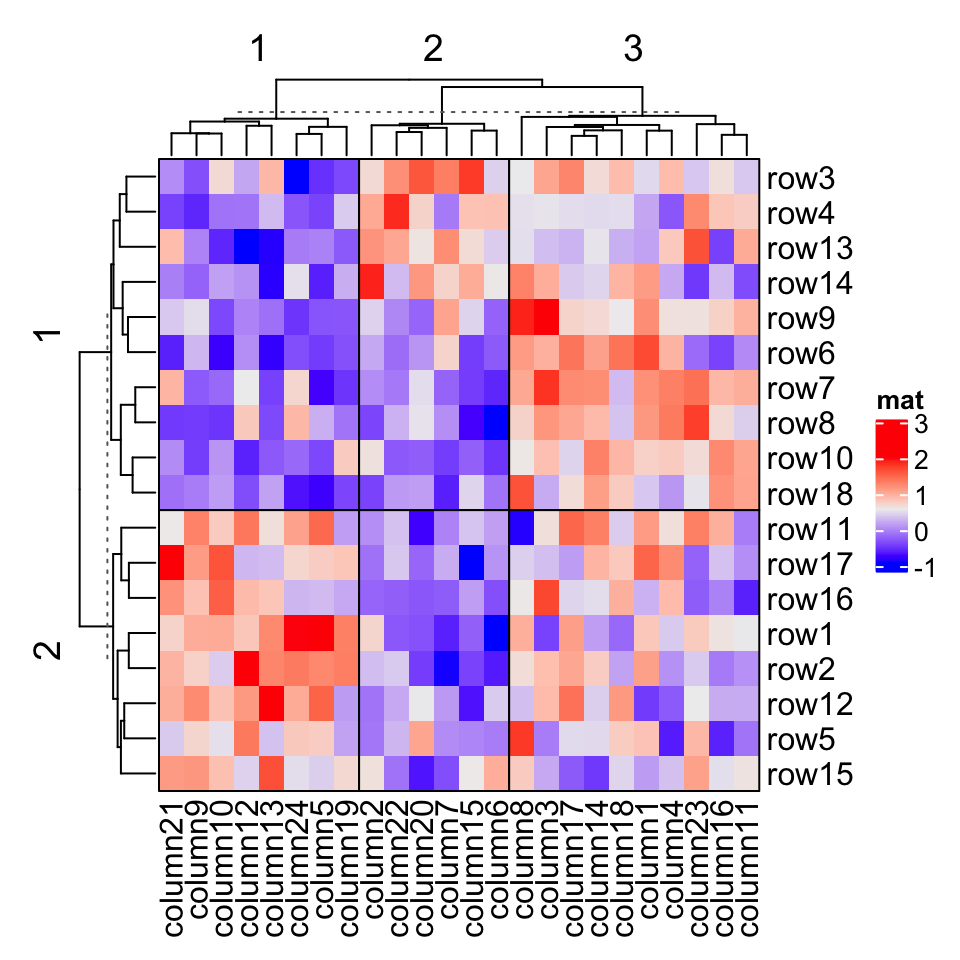 1 2 3
row3
row4
row13
row14
row9
row6
row7
row8
row10
row18
row11
row17
row16
row1
row2
row12
row5
row15
1
2
mat
3
2
1
0
-1
column21
column9
column10
column12
column13
column24
column5
column19
column2
column22
column20
column7
column15
column6
column8
column3
column17
column14
column18
column1
column4
column23
column16
column11